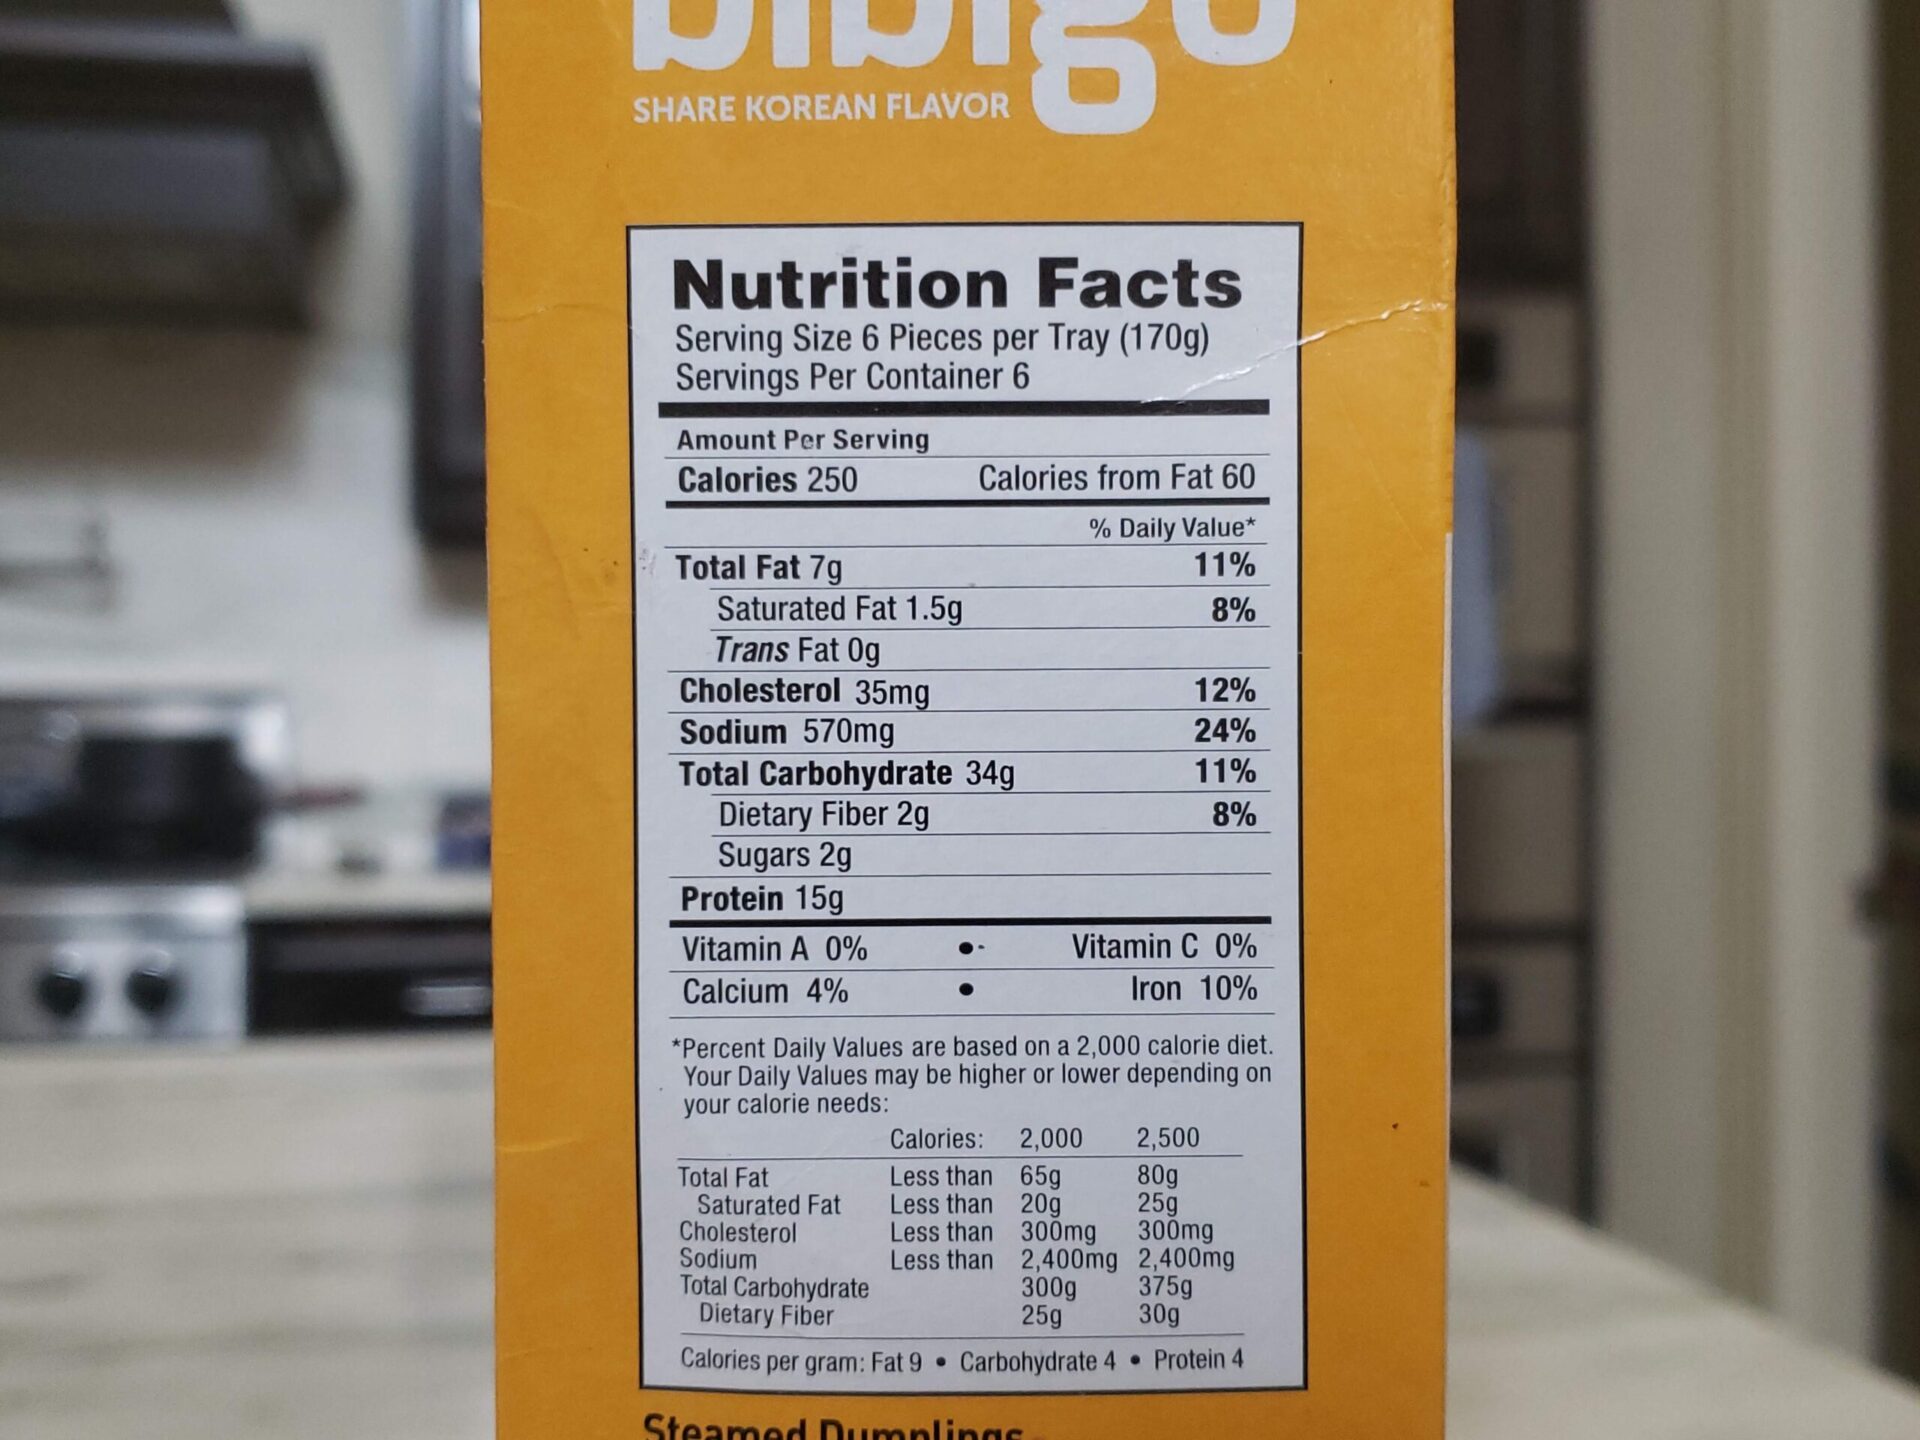 bibigo
SHARE KOREAN FLAVOR
Nutrition Facts
Serving Size 6 Pieces per Tray (170g)
Servings Per Container 6
Amount Per Serving
Calories 250 Calories from Fat 60
% Daily Value*
Total Fat 7g 11%
Saturated Fat 1.5g 8%
Trans Fat 0g
Cholesterol 35mg 12%
Sodium 570mg 24%
Total Carbohydrate 34g 11%
Dietary Fiber 2g 8%
Sugars 2g
Protein 15g
Vitamin A 0% • Vitamin C 0%
Calcium 4% • Iron 10%
*Percent Daily Values are based on a 2,000 calorie diet.
Your Daily Values may be higher or lower depending on
your calorie needs:
Calories: 2,000 2,500
Total Fat Less than 65g 80g
Saturated Fat Less than 20g 25g
Cholesterol Less than 300mg 300mg
Sodium Less than 2,400mg 2,400mg
Total Carbohydrate 300g 375g
Dietary Fiber 25g 30g
Calories per gram: Fat 9 • Carbohydrate 4 • Protein 4
Steamed Dumplings